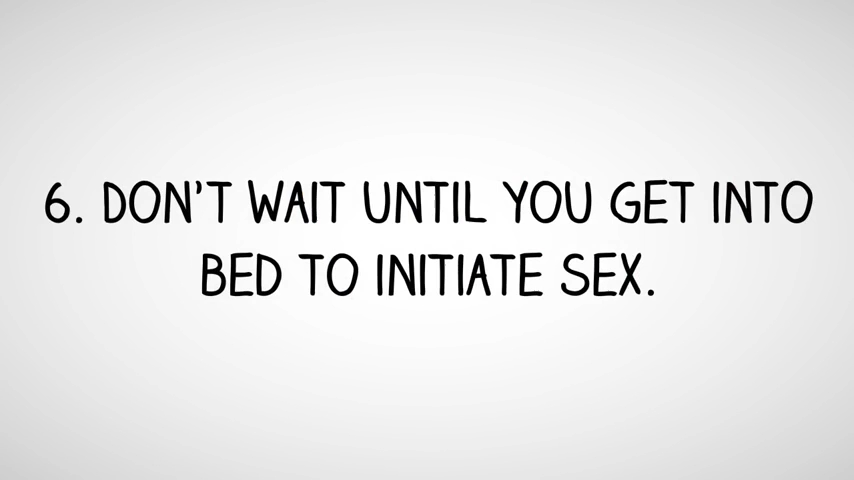 6. DON'T WAIT UNTIL YOU GET INTO
BED TO INITIATE SEX.